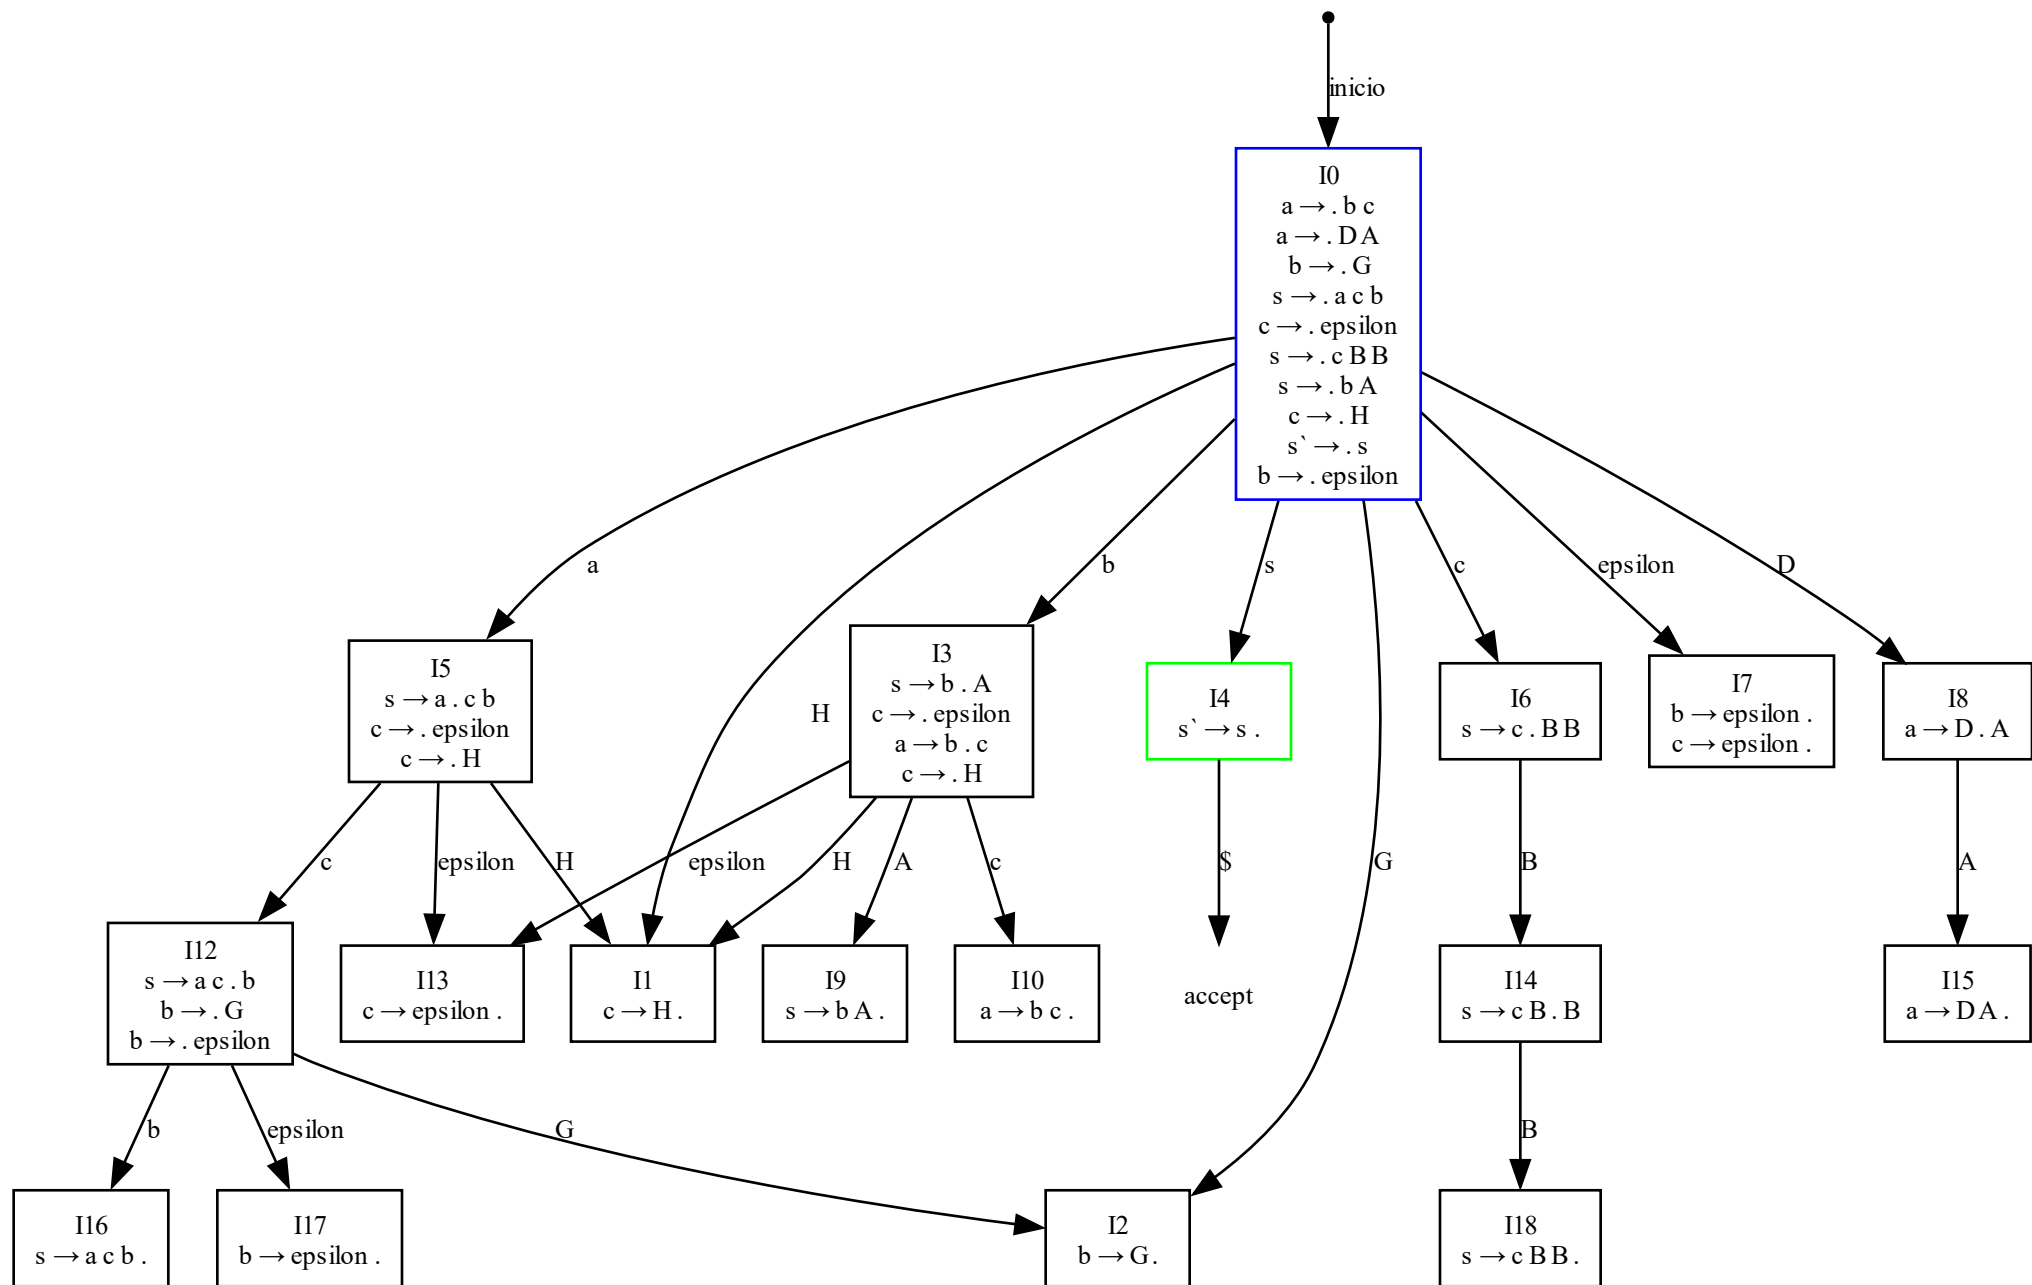 inicio
I0
a → . b c
a → . D A
b → . G
s → . a c b
c → . epsilon
s → . c B B
s → . b A
c → . H
s` → . s
b → . epsilon
a
b
s
c
epsilon
D
I5
s → a . c b
c → . epsilon
c → . H
H
I3
s → b . A
c → . epsilon
a → b . c
c → . H
I4
s` → s .
I6
s → c . B B
I7
b → epsilon .
c → epsilon .
I8
a → D . A
c
epsilon
H
epsilon
H
A
c
$
G
B
A
I12
s → a c . b
b → . G
b → . epsilon
I13
c → epsilon .
I1
c → H .
I9
s → b A .
I10
a → b c .
accept
I14
s → c B . B
I15
a → D A .
b
epsilon
G
B
I16
s → a c b .
I17
b → epsilon .
I2
b → G .
I18
s → c B B .